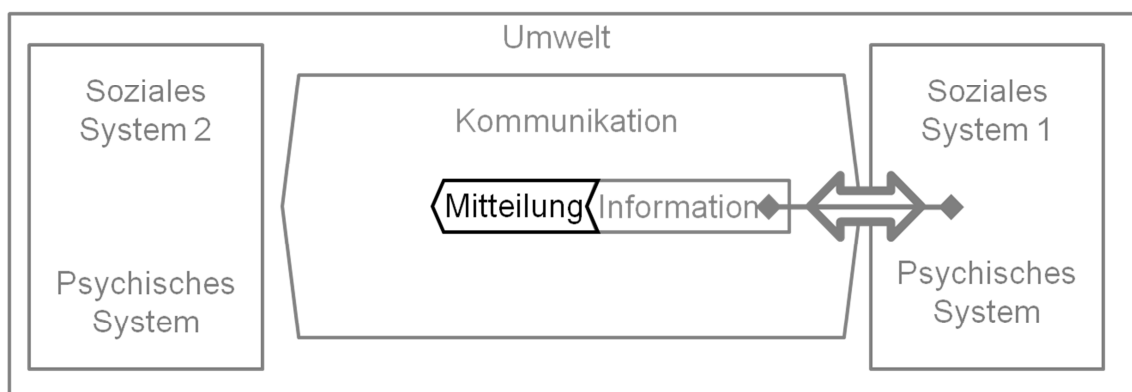 Umwelt
Soziales
System 2
Kommunikation
Soziales
System 1
Mitteilung
Information
Psychisches
System
Psychisches
System